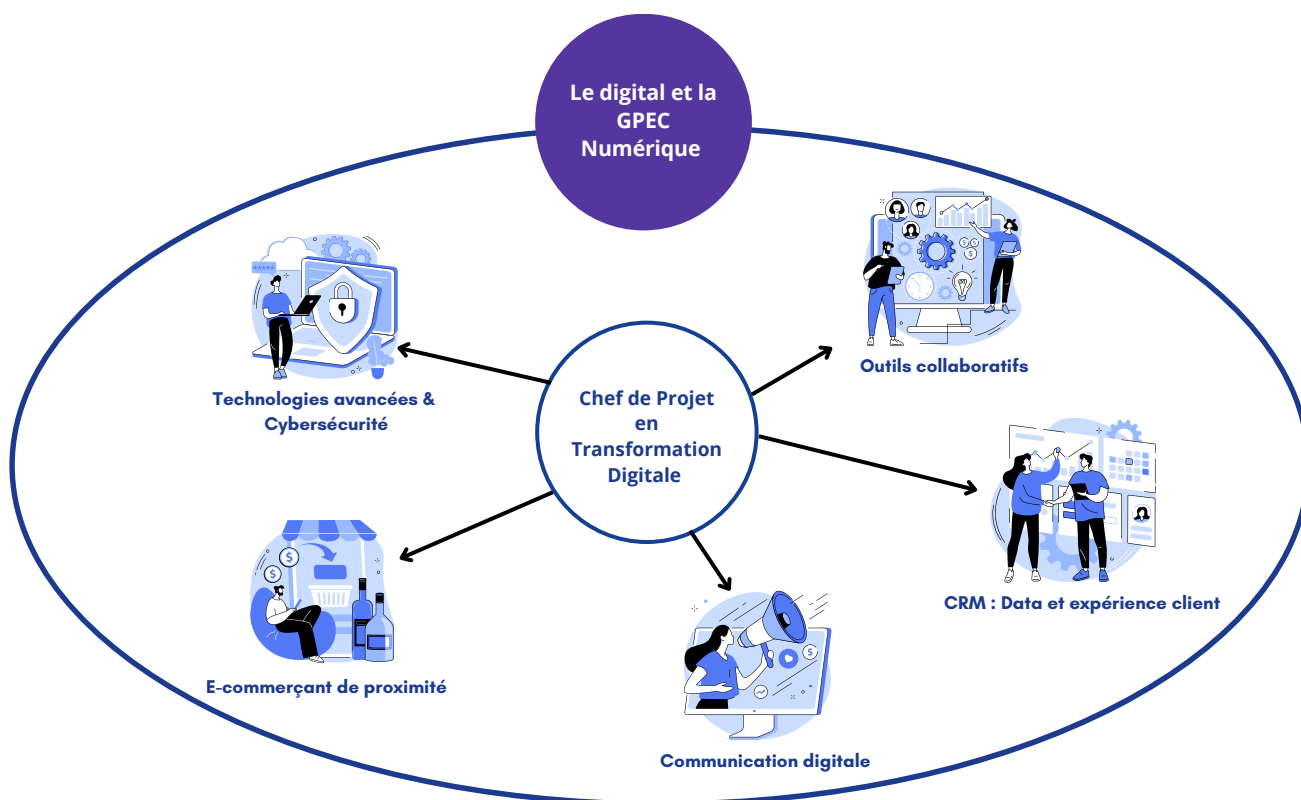 Le digital et la
GPEC
Numérique
Outils collaboratifs
Technologies avancées &
Cybersécurité
Chef de Projet
en
Transformation
Digitale
CRM : Data et expérience client
E-commerçant de proximité
Communication digitale